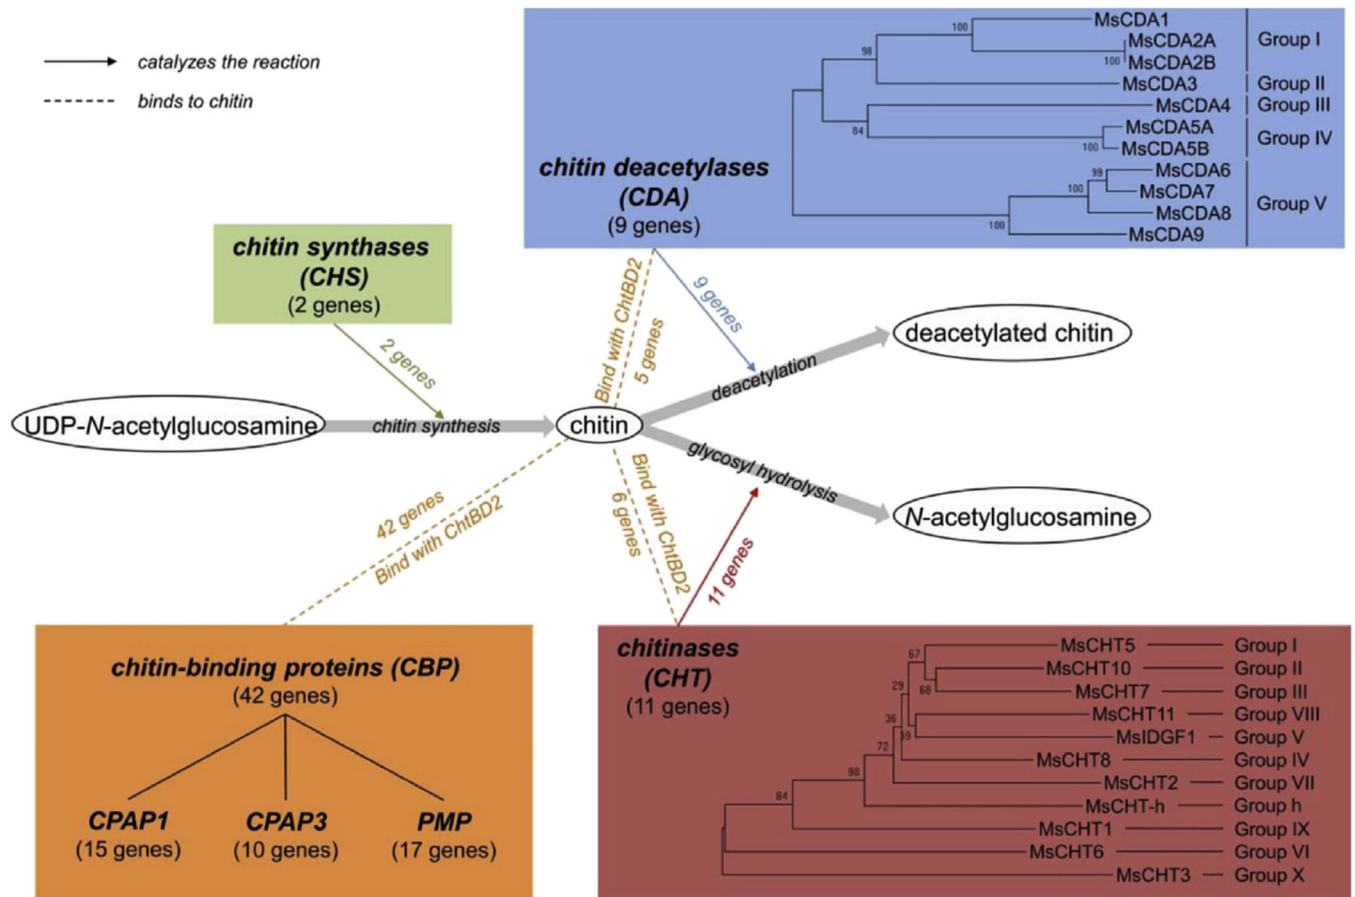 catalyzes the reaction
binds to chitin
chitin deacetylases
(CDA)
(9 genes)
100
98
100
84
100
99
100
100
MsCDA1
MsCDA2A
MsCDA2B
MsCDA3
MsCDA4
MsCDA5A
MsCDA5B
MsCDA6
MsCDA7
MsCDA8
MsCDA9
Group I
Group II
Group III
Group IV
Group V
chitin synthases
(CHS)
(2 genes)
2 genes
Bind with ChtBD2
5 genes
9 genes
UDP-N-acetylglucosamine
chitin synthesis
chitin
deacetylation
deacetylated chitin
glycosyl hydrolysis
N-acetylglucosamine
42 genes
Bind with ChtBD2
Bind with ChtBD2
6 genes
11 genes
chitin-binding proteins (CBP)
(42 genes)
CPAP1
(15 genes)
CPAP3
(10 genes)
PMP
(17 genes)
chitinases
(CHT)
(11 genes)
67
68
29
36
39
72
98
84
MsCHT5 Group I
MsCHT10 Group II
MsCHT7 Group III
MsCHT11 Group VIII
MsIDGF1 Group V
MsCHT8 Group IV
MsCHT2 Group VII
MsCHT-h Group h
MsCHT1 Group IX
MsCHT6 Group VI
MsCHT3 Group X